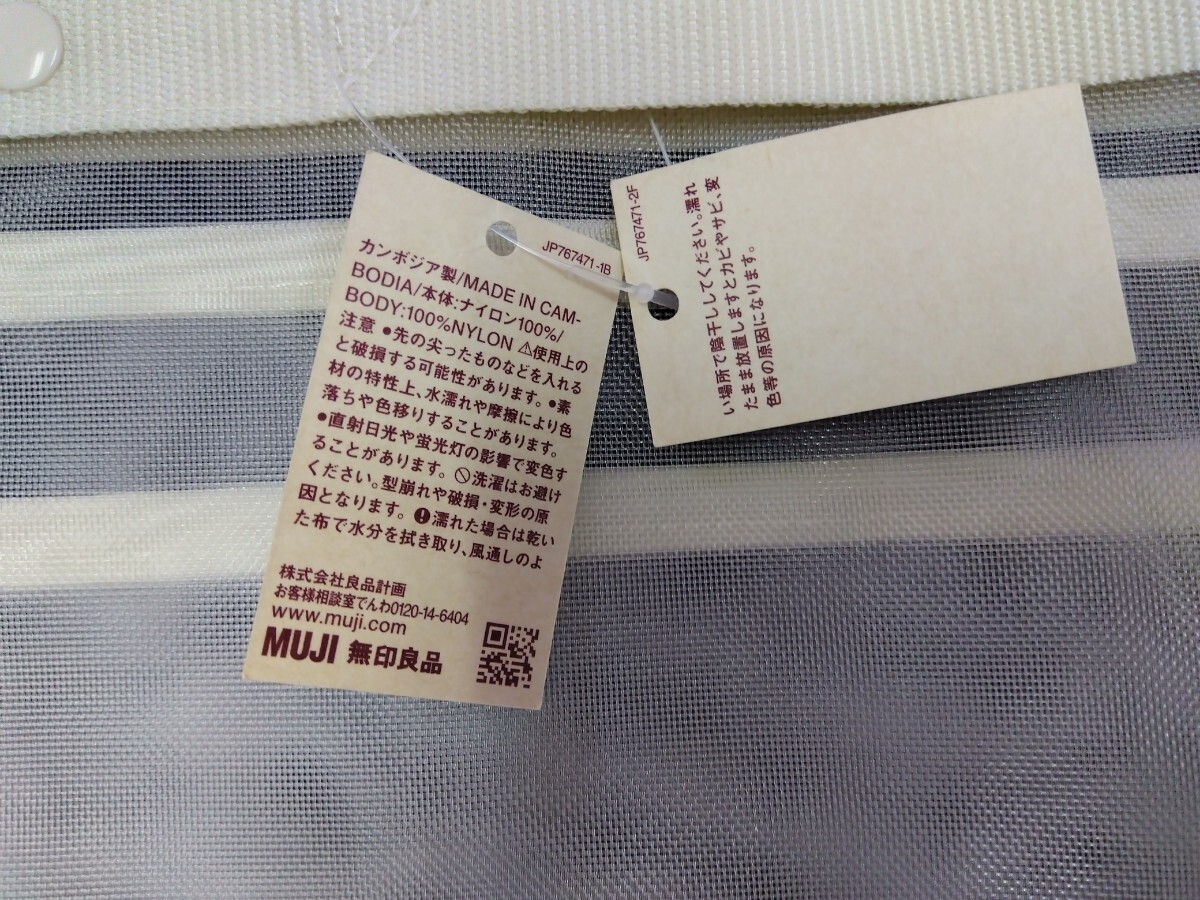 JP767471-1B
カンボジア製/MADE IN CAM-
BODIA/本体:ナイロン100%/
BODY:100%NYLON ⚠使用上の
注意 ●先の尖ったものなどを入れる
と破損する可能性があります。●素
材の特性上、水濡れや摩擦により色
落ちや色移りすることがあります。
●直射日光や蛍光灯の影響で変色す
ることがあります。🚫洗濯はお避け
ください。型崩れや破損・変形の原
因となります。❗濡れた場合は乾い
た布で水分を拭き取り、風通しのよ
株式会社良品計画
お客様相談室でんわ0120-14-6404
www.muji.com
MUJI 無印良品
JP767471-2F
い場所で陰干ししてください。濡れ
たまま放置しますとカビやサビ、変
色等の原因になります。